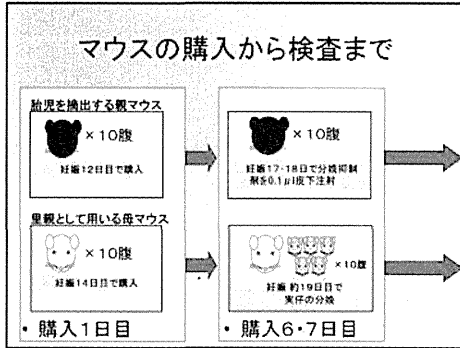 マウスの購入から検査まで
胎児を摘出する親マウス
×10腹
妊娠12日目で購入
里親として用いる母マウス
×10腹
妊娠14日目で購入
・購入1日目
×10腹
妊娠17-18日で分娩抑制
剤を0.1μl皮下注射
×10腹
妊娠 約19日目で
実仔の分娩
・購入6・7日目